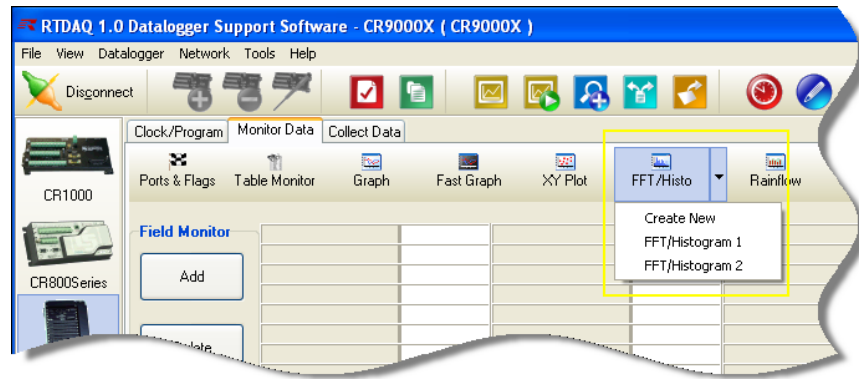 RTDAQ 1.0 Datalogger Support Software - CR9000X ( CR9000X )
File View Datalogger Network Tools Help
Disconnect
Clock/Program Monitor Data Collect Data
Ports & Flags Table Monitor Graph Fast Graph XY Plot FFT/Histo Rainflow
CR1000
Create New
FFT/Histogram 1
FFT/Histogram 2
Field Monitor
Add
CR800Series